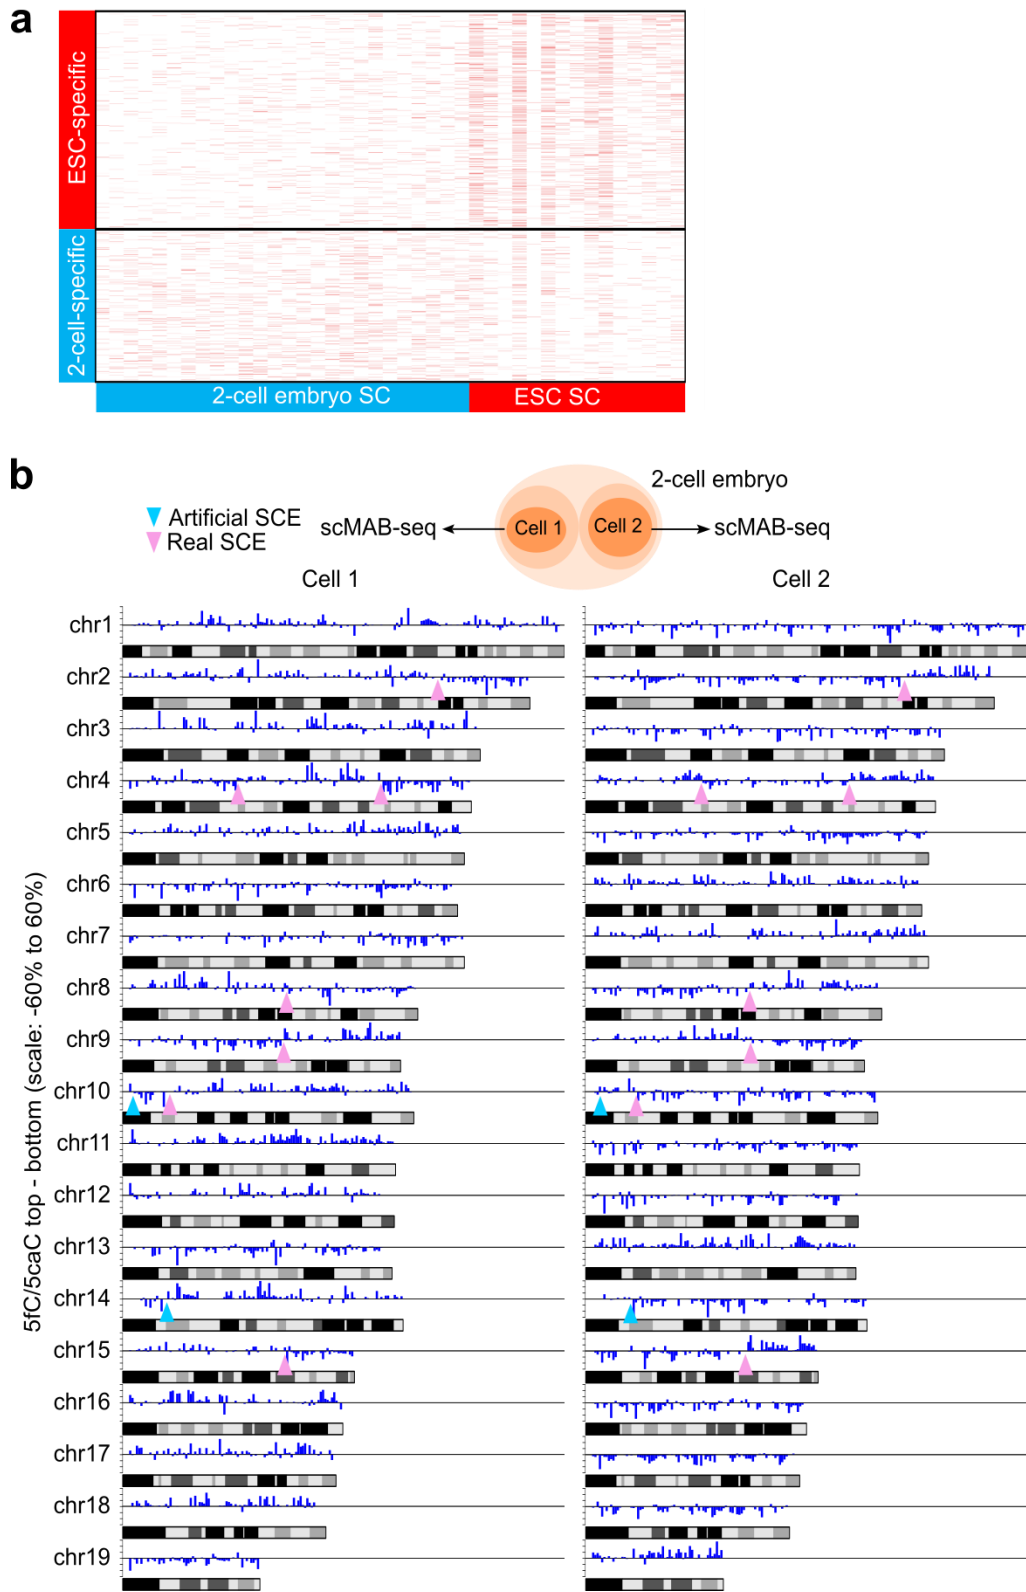 a
ESC-specific
2-cell-specific
2-cell embryo SC
ESC SC
b
2-cell embryo
Artificial SCE
Real SCE
scMAB-seq
Cell 1
Cell 2
scMAB-seq
Cell 1
Cell 2
5fC/5caC top - bottom (scale: -60% to 60%)
chr1
chr2
chr3
chr4
chr5
chr6
chr7
chr8
chr9
chr10
chr11
chr12
chr13
chr14
chr15
chr16
chr17
chr18
chr19